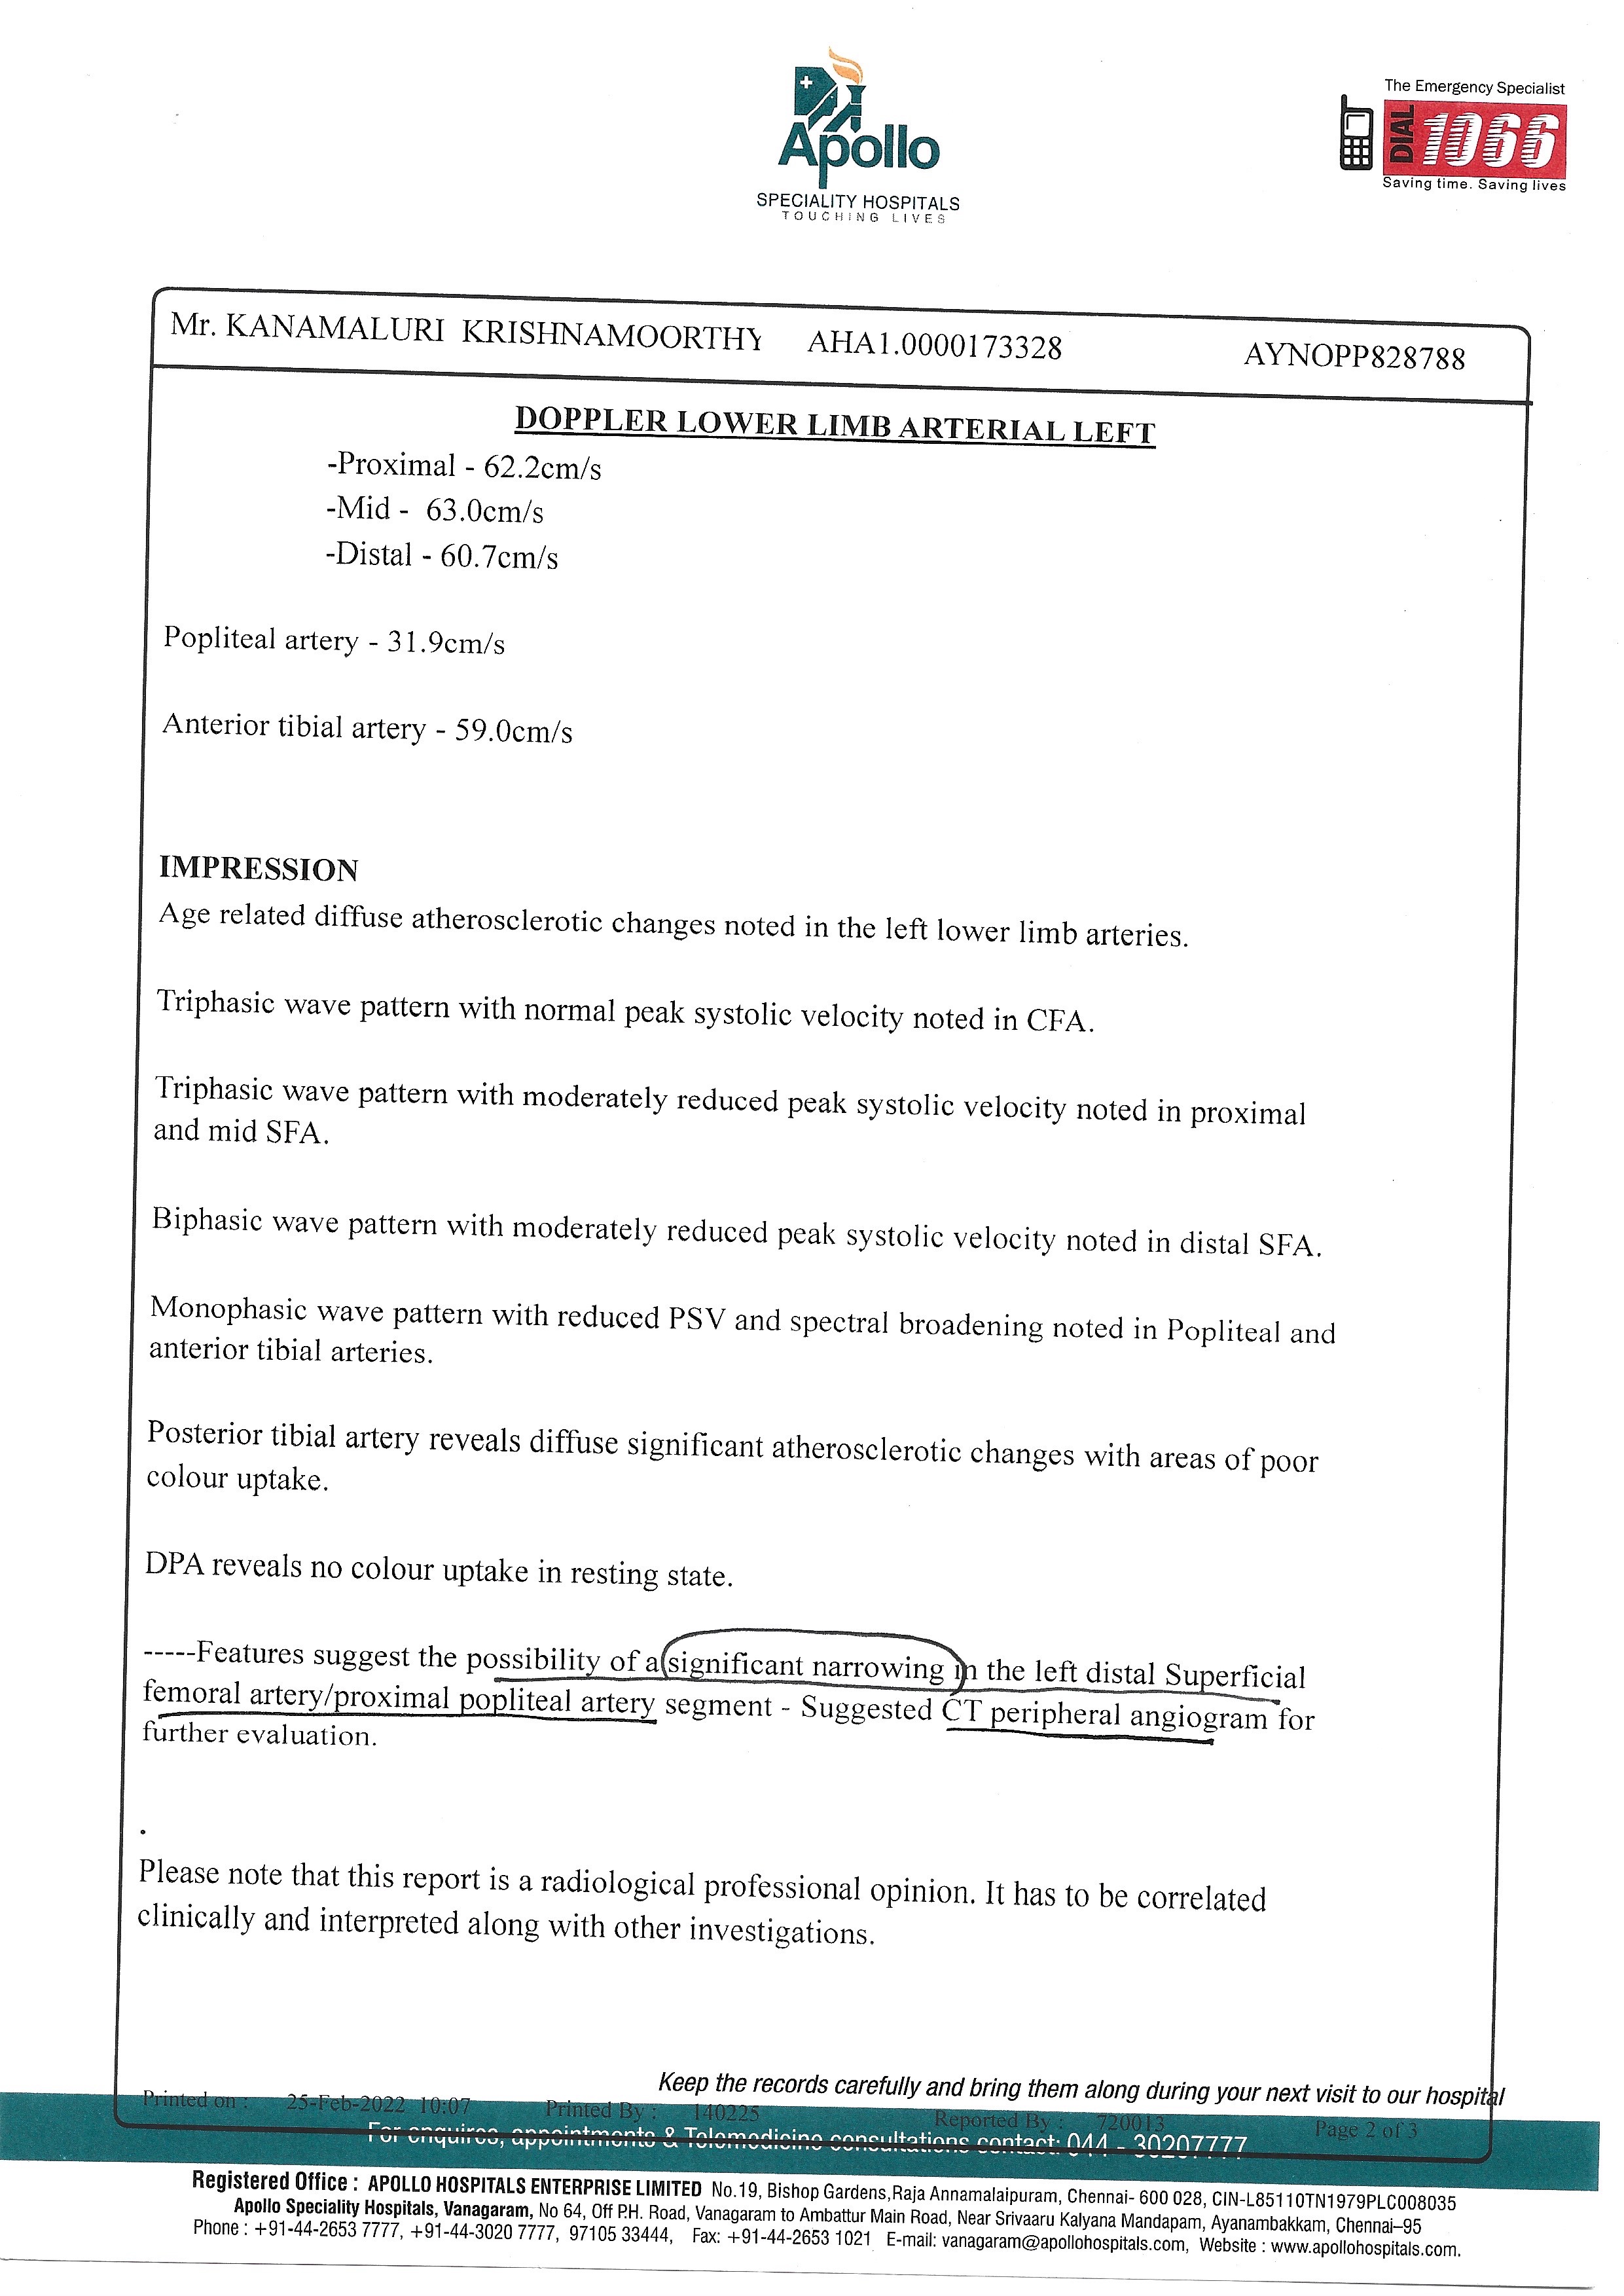 The Emergency Specialist
DIAL 1066
Saving time. Saving lives
Apollo
SPECIALITY HOSPITALS
TOUCHING LIVES
Mr. KANAMALURI KRISHNAMOORTHY AHA1.0000173328 AYNOPP828788
DOPPLER LOWER LIMB ARTERIAL LEFT
-Proximal - 62.2cm/s
-Mid - 63.0cm/s
-Distal - 60.7cm/s
Popliteal artery - 31.9cm/s
Anterior tibial artery - 59.0cm/s
IMPRESSION
Age related diffuse atherosclerotic changes noted in the left lower limb arteries.
Triphasic wave pattern with normal peak systolic velocity noted in CFA.
Triphasic wave pattern with moderately reduced peak systolic velocity noted in proximal
and mid SFA.
Biphasic wave pattern with moderately reduced peak systolic velocity noted in distal SFA.
Monophasic wave pattern with reduced PSV and spectral broadening noted in Popliteal and
anterior tibial arteries.
Posterior tibial artery reveals diffuse significant atherosclerotic changes with areas of poor
colour uptake.
DPA reveals no colour uptake in resting state.
-----Features suggest the possibility of a significant narrowing in the left distal Superficial
femoral artery/proximal popliteal artery segment - Suggested CT peripheral angiogram for
further evaluation.
.
Please note that this report is a radiological professional opinion. It has to be correlated
clinically and interpreted along with other investigations.
Keep the records carefully and bring them along during your next visit to our hospital
Printed on : 25-Feb-2022 10:07 Printed By : 140225 Reported By : 720013 Page 2 of 3
For enquires, appointments & Telemedicine consultations contact: 044 - 30207777
Registered Office : APOLLO HOSPITALS ENTERPRISE LIMITED No.19, Bishop Gardens,Raja Annamalaipuram, Chennai- 600 028, CIN-L85110TN1979PLC008035
Apollo Speciality Hospitals, Vanagaram, No 64, Off P.H. Road, Vanagaram to Ambattur Main Road, Near Srivaaru Kalyana Mandapam, Ayanambakkam, Chennai–95
Phone : +91-44-2653 7777, +91-44-3020 7777, 97105 33444, Fax: +91-44-2653 1021 E-mail: vanagaram@apollohospitals.com, Website : www.apollohospitals.com.